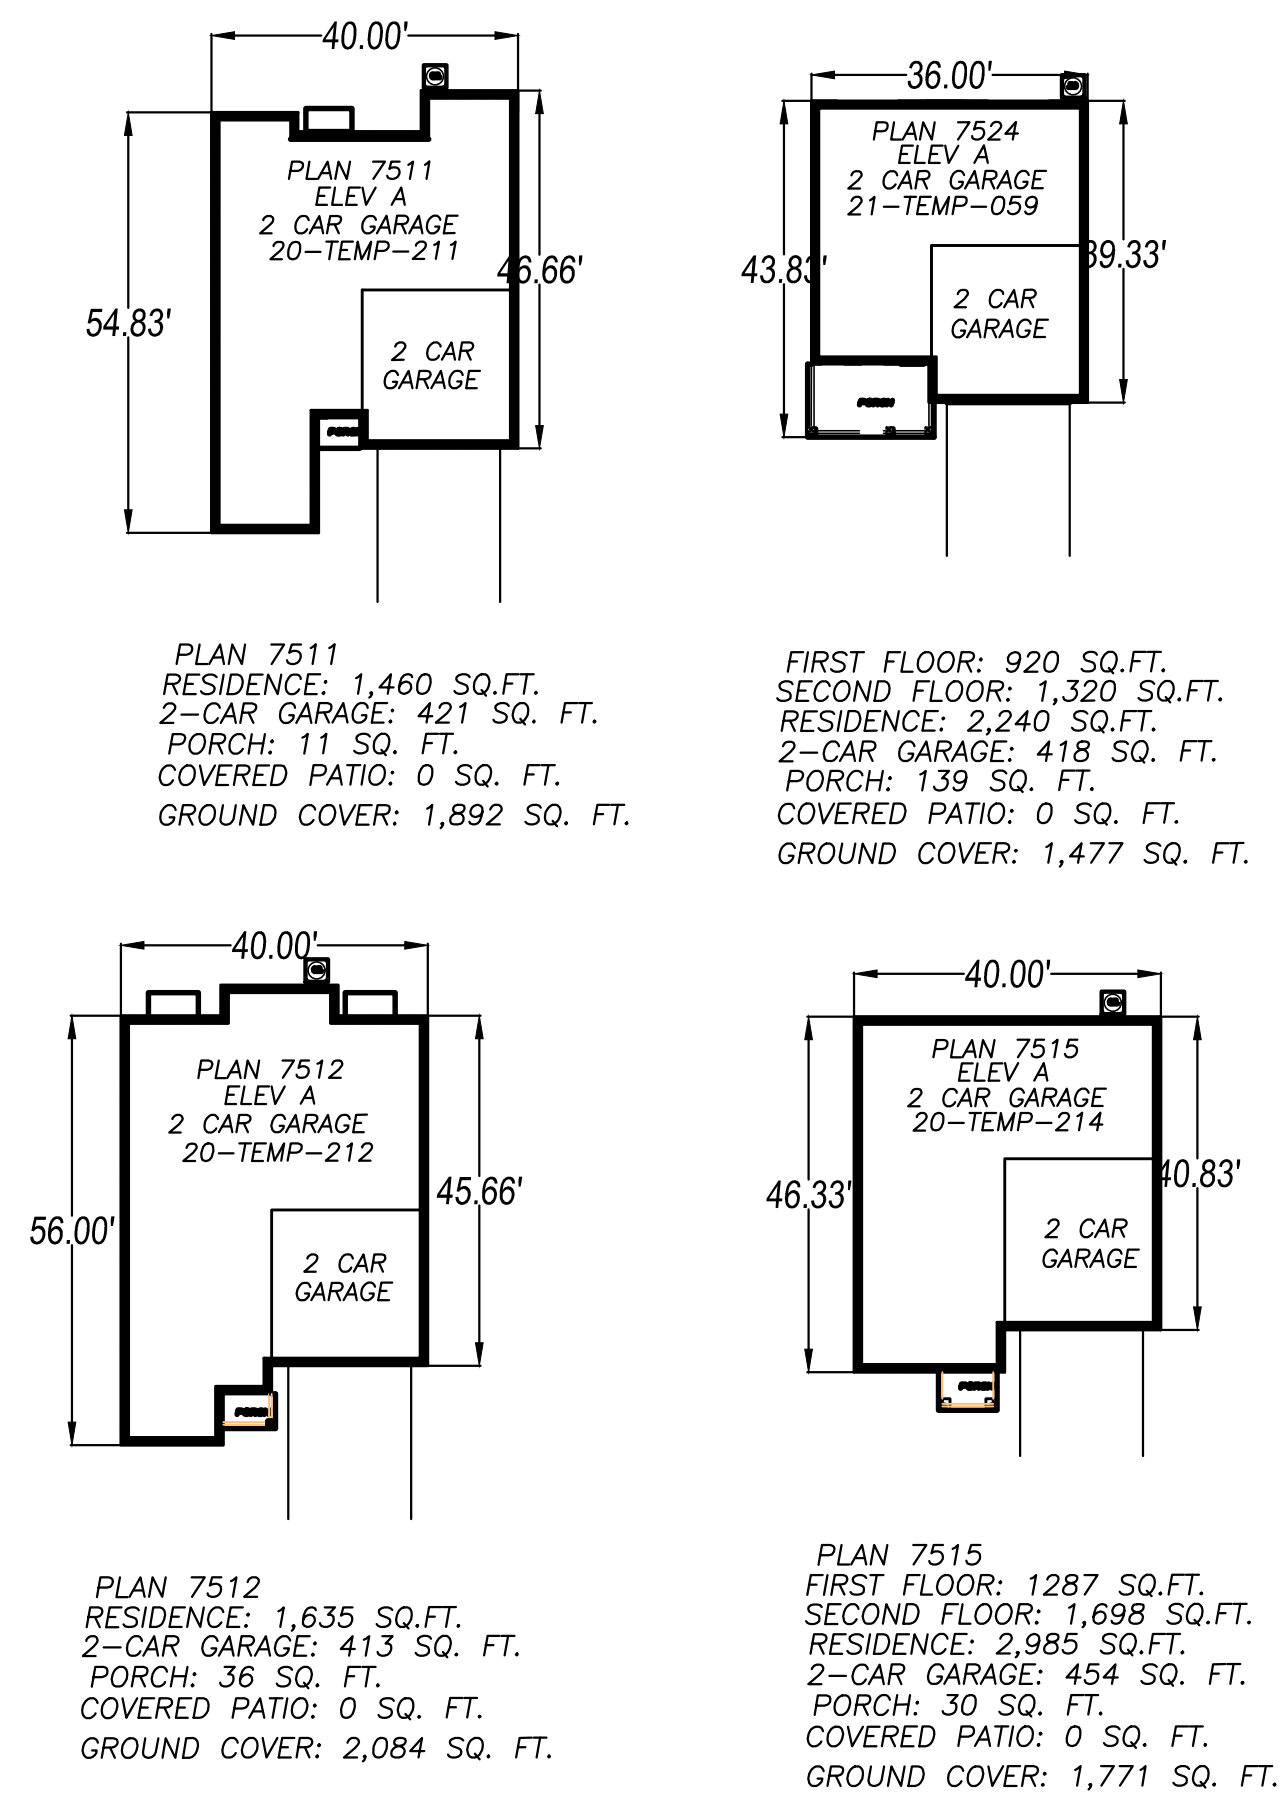 40.00'
PLAN 7511
ELEV A
2 CAR GARAGE
20-TEMP-211
46.66'
54.83'
2 CAR
GARAGE
PORCH
PLAN 7511
RESIDENCE: 1,460 SQ.FT.
2-CAR GARAGE: 421 SQ. FT.
PORCH: 11 SQ. FT.
COVERED PATIO: 0 SQ. FT.
GROUND COVER: 1,892 SQ. FT.
36.00'
PLAN 7524
ELEV A
2 CAR GARAGE
21-TEMP-059
43.83'
39.33'
2 CAR
GARAGE
PORCH
FIRST FLOOR: 920 SQ.FT.
SECOND FLOOR: 1,320 SQ.FT.
RESIDENCE: 2,240 SQ.FT.
2-CAR GARAGE: 418 SQ. FT.
PORCH: 139 SQ. FT.
COVERED PATIO: 0 SQ. FT.
GROUND COVER: 1,477 SQ. FT.
40.00'
PLAN 7512
ELEV A
2 CAR GARAGE
20-TEMP-212
45.66'
56.00'
2 CAR
GARAGE
PORCH
PLAN 7512
RESIDENCE: 1,635 SQ.FT.
2-CAR GARAGE: 413 SQ. FT.
PORCH: 36 SQ. FT.
COVERED PATIO: 0 SQ. FT.
GROUND COVER: 2,084 SQ. FT.
40.00'
PLAN 7515
ELEV A
2 CAR GARAGE
20-TEMP-214
46.33'
40.83'
2 CAR
GARAGE
PORCH
PLAN 7515
FIRST FLOOR: 1287 SQ.FT.
SECOND FLOOR: 1,698 SQ.FT.
RESIDENCE: 2,985 SQ.FT.
2-CAR GARAGE: 454 SQ. FT.
PORCH: 30 SQ. FT.
COVERED PATIO: 0 SQ. FT.
GROUND COVER: 1,771 SQ. FT.